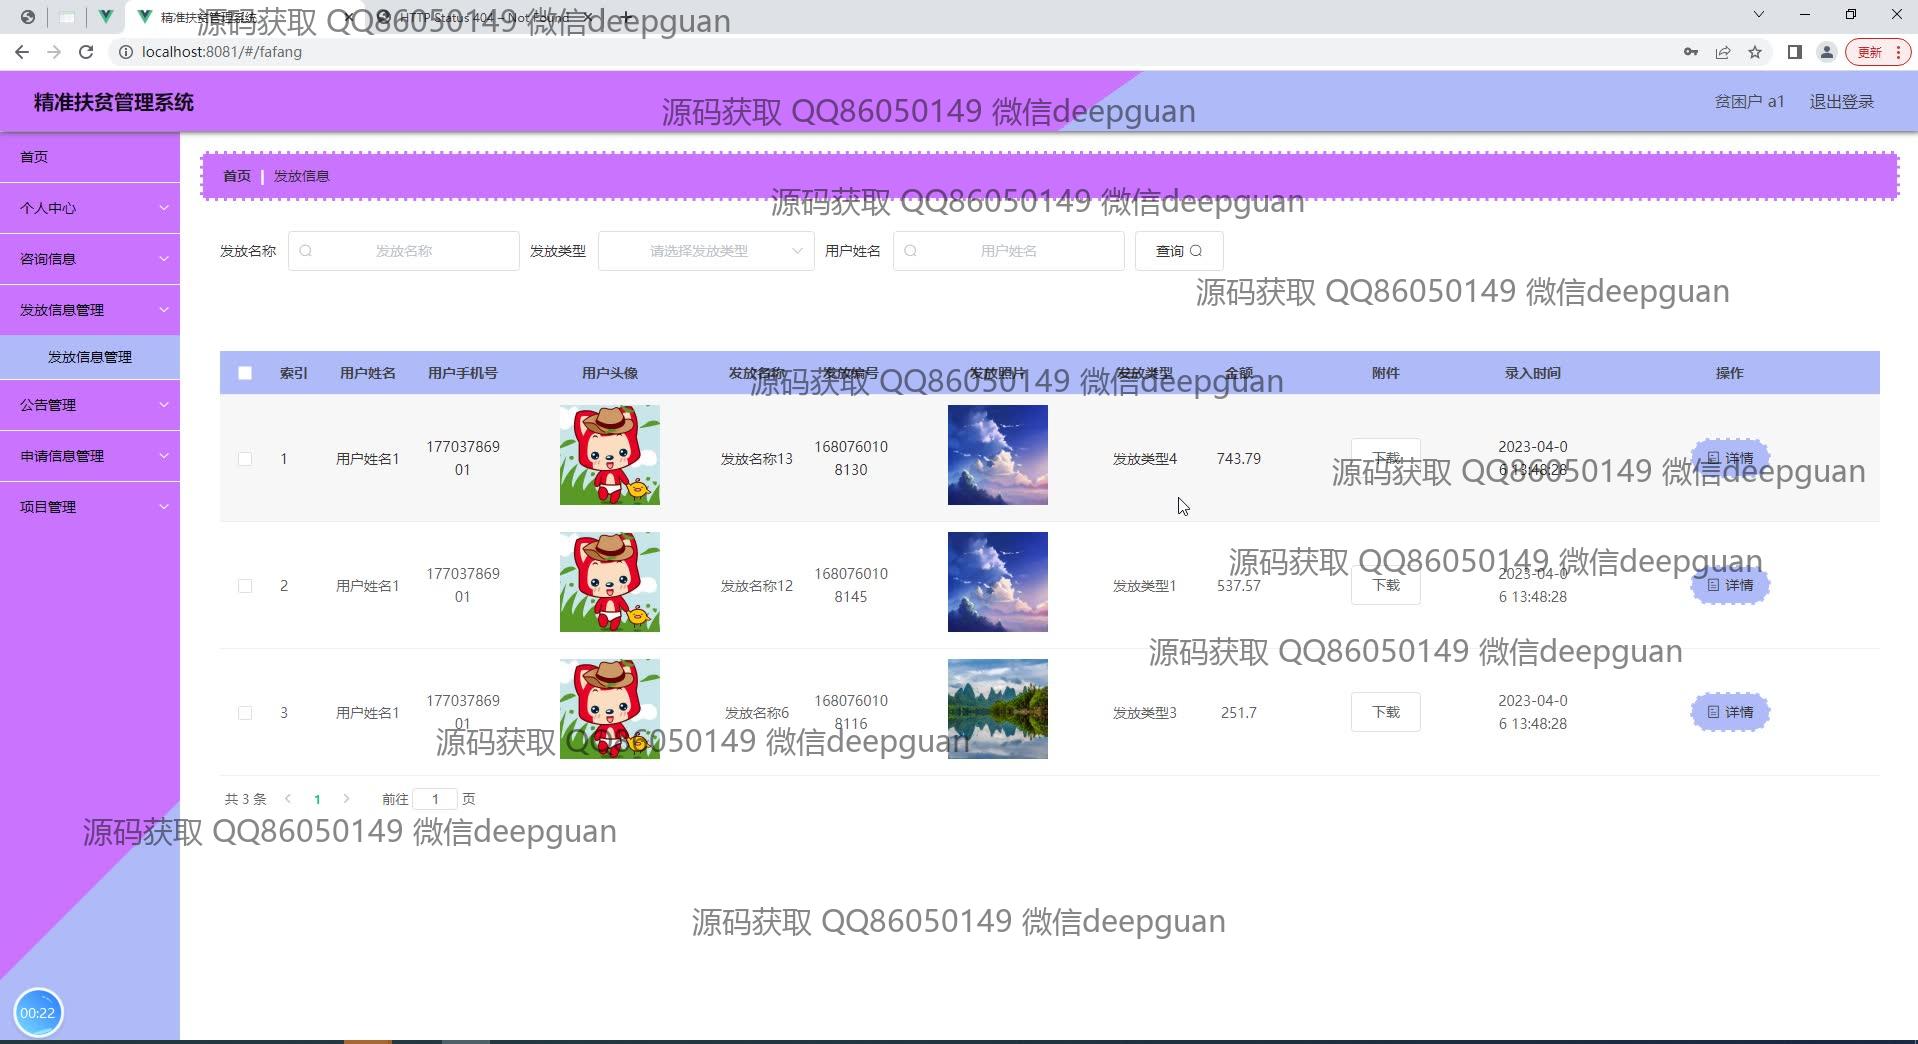 精准扶贫管理系统
HTTP Status 404 – Not Found
源码获取 QQ86050149 微信deepguan
localhost:8081/#/fafang
更新
精准扶贫管理系统
源码获取 QQ86050149 微信deepguan
贫困户 a1
退出登录
首页
个人中心
咨询信息
发放信息管理
发放信息管理
公告管理
申请信息管理
项目管理
首页 | 发放信息
源码获取 QQ86050149 微信deepguan
发放名称 发放名称 发放类型 请选择发放类型 用户姓名 用户姓名 查询
源码获取 QQ86050149 微信deepguan
索引 用户姓名 用户手机号 用户头像 发放名称 发放编号 发放照片 发放类型 金额 附件 录入时间 操作
源码获取 QQ86050149 微信deepguan
1 用户姓名1 17703786901 发放名称13 1680760108130 发放类型4 743.79 下载 2023-04-06 13:48:28 详情
源码获取 QQ86050149 微信deepguan
源码获取 QQ86050149 微信deepguan
2 用户姓名1 17703786901 发放名称12 1680760108145 发放类型1 537.57 下载 2023-04-06 13:48:28 详情
源码获取 QQ86050149 微信deepguan
3 用户姓名1 17703786901 发放名称6 1680760108116 发放类型3 251.7 下载 2023-04-06 13:48:28 详情
源码获取 QQ86050149 微信deepguan
共 3 条 1 前往 1 页
源码获取 QQ86050149 微信deepguan
源码获取 QQ86050149 微信deepguan
00:22